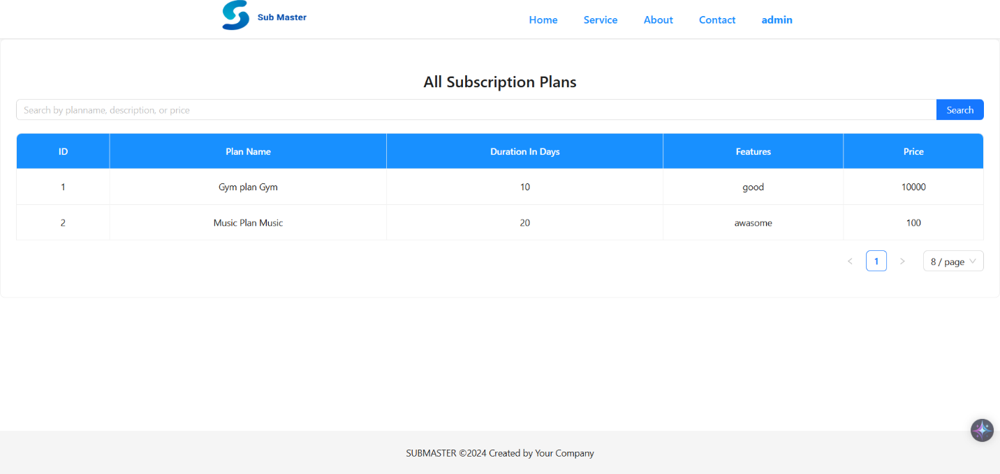 Sub Master
Home Service About Contact admin
All Subscription Plans
Search by planname, description, or price Search
ID Plan Name Duration In Days Features Price
1 Gym plan Gym 10 good 10000
2 Music Plan Music 20 awasome 100
< 1 > 8 / page
SUBMASTER ©2024 Created by Your Company